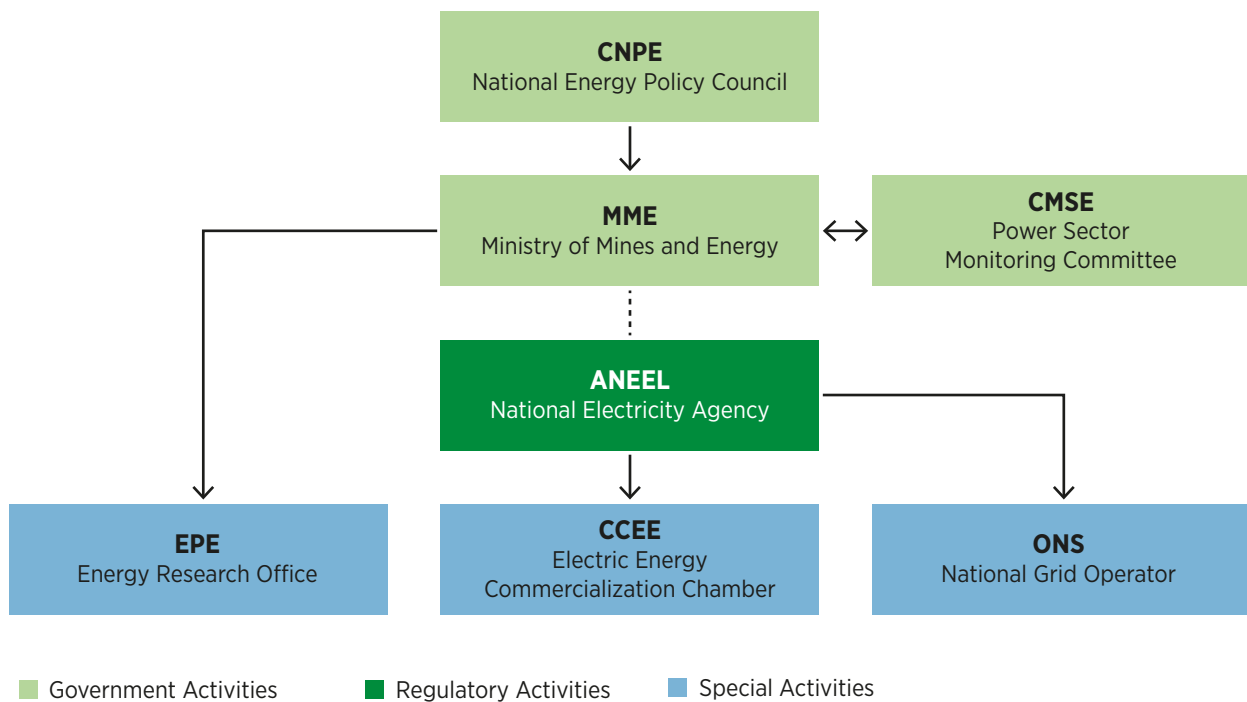 CNPE
National Energy Policy Council
MME
Ministry of Mines and Energy
CMSE
Power Sector
Monitoring Committee
ANEEL
National Electricity Agency
EPE
Energy Research Office
CCEE
Electric Energy
Commercialization Chamber
ONS
National Grid Operator
Government Activities
Regulatory Activities
Special Activities